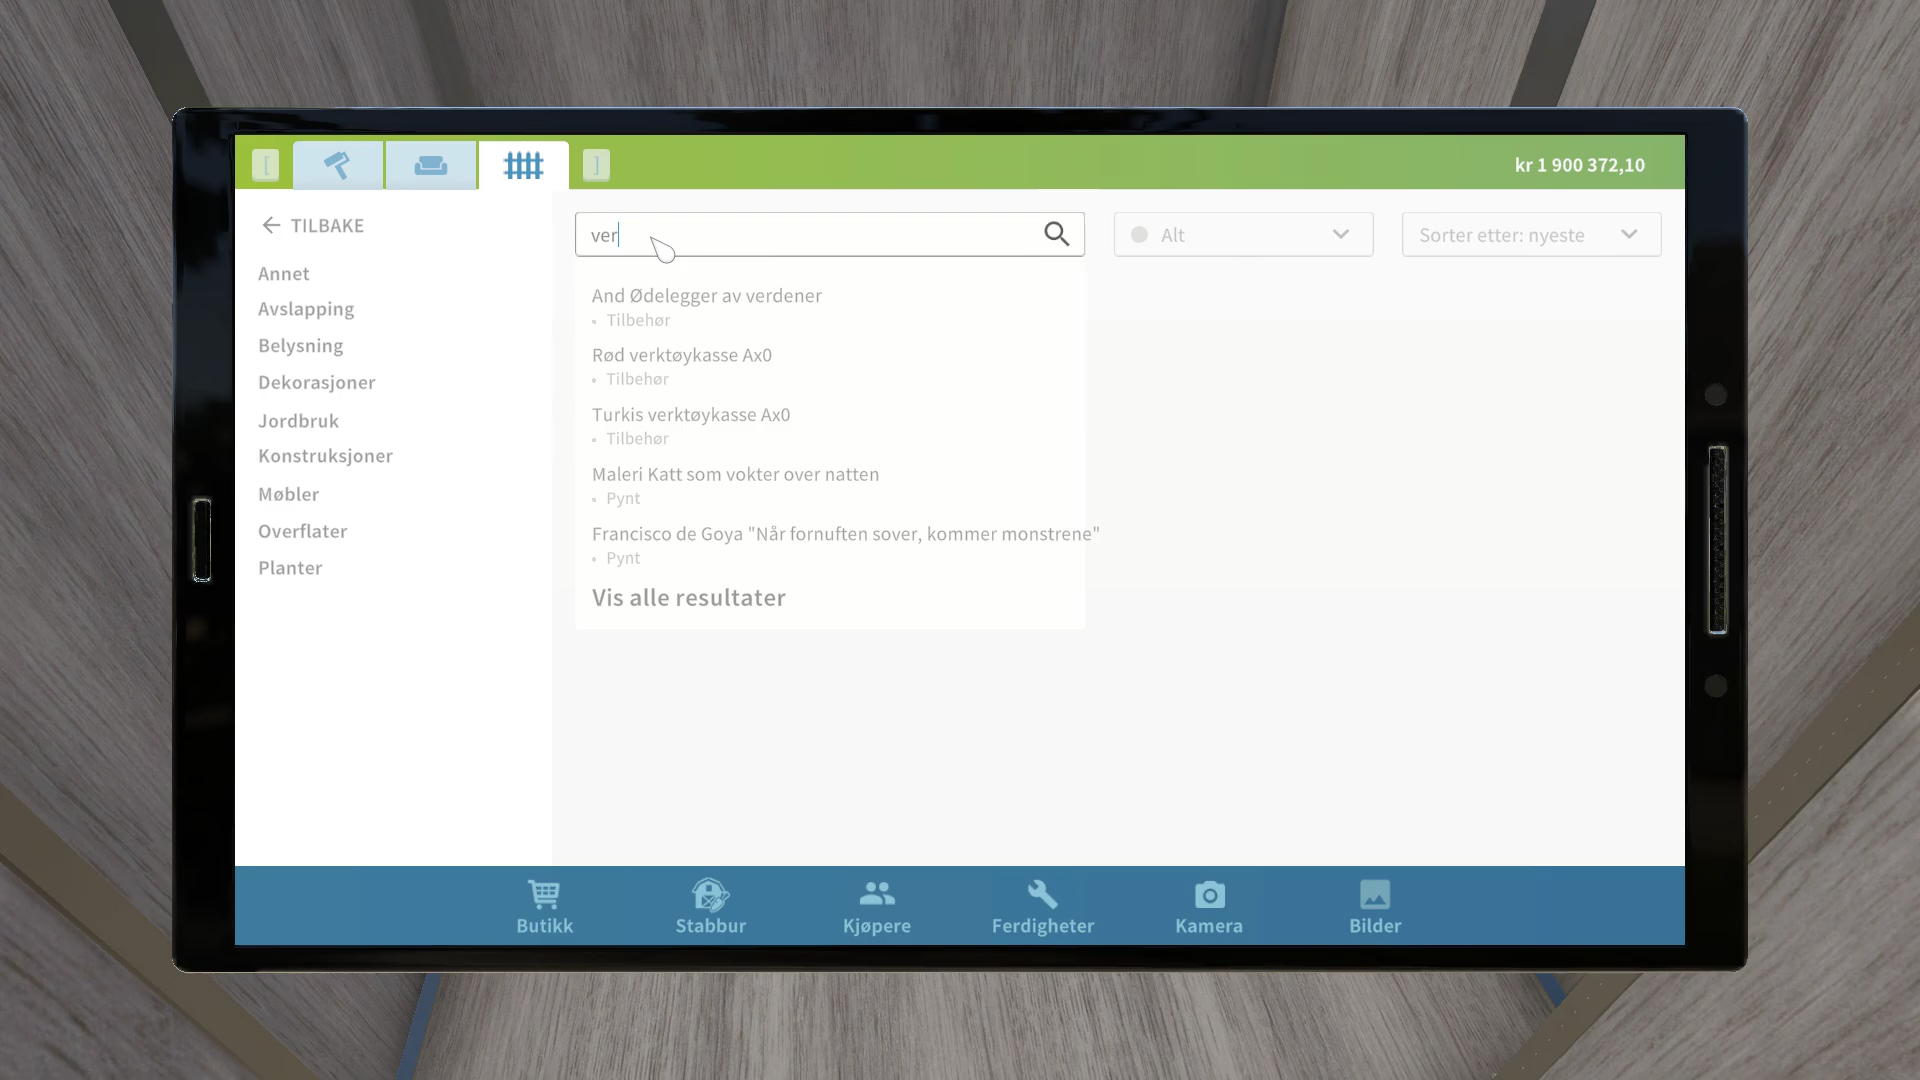 [
]
kr 1 900 372,10
TILBAKE
Annet
Avslapping
Belysning
Dekorasjoner
Jordbruk
Konstruksjoner
Møbler
Overflater
Planter
ver
Alt
Sorter etter: nyeste
And Ødelegger av verdener
• Tilbehør
Rød verktøykasse Ax0
• Tilbehør
Turkis verktøykasse Ax0
• Tilbehør
Maleri Katt som vokter over natten
• Pynt
Francisco de Goya "Når fornuften sover, kommer monstrene"
• Pynt
Vis alle resultater
Butikk
Stabbur
Kjøpere
Ferdigheter
Kamera
Bilder